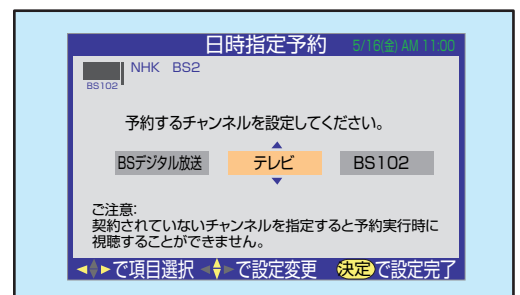 日時指定予約 5/16(金) AM 11:00
NHK BS2
BS102
予約するチャンネルを設定してください。
BSデジタル放送 テレビ BS102
ご注意:
契約されていないチャンネルを指定すると予約実行時に
視聴することができません。
で項目選択 で設定変更 決定で設定完了